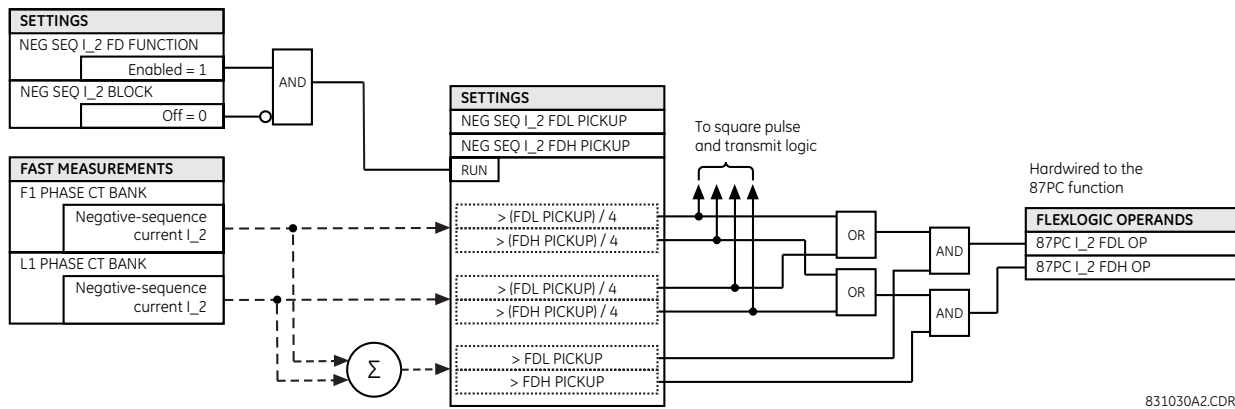 SETTINGS
NEG SEQ I_2 FD FUNCTION
Enabled = 1
NEG SEQ I_2 BLOCK
Off = 0
AND
FAST MEASUREMENTS
F1 PHASE CT BANK
Negative-sequence
current I_2
L1 PHASE CT BANK
Negative-sequence
current I_2
Σ
SETTINGS
NEG SEQ I_2 FDL PICKUP
NEG SEQ I_2 FDH PICKUP
RUN
> (FDL PICKUP) / 4
> (FDH PICKUP) / 4
> (FDL PICKUP) / 4
> (FDH PICKUP) / 4
> FDL PICKUP
> FDH PICKUP
To square pulse
and transmit logic
OR
OR
AND
AND
Hardwired to the
87PC function
FLEXLOGIC OPERANDS
87PC I_2 FDL OP
87PC I_2 FDH OP
831030A2.CDR